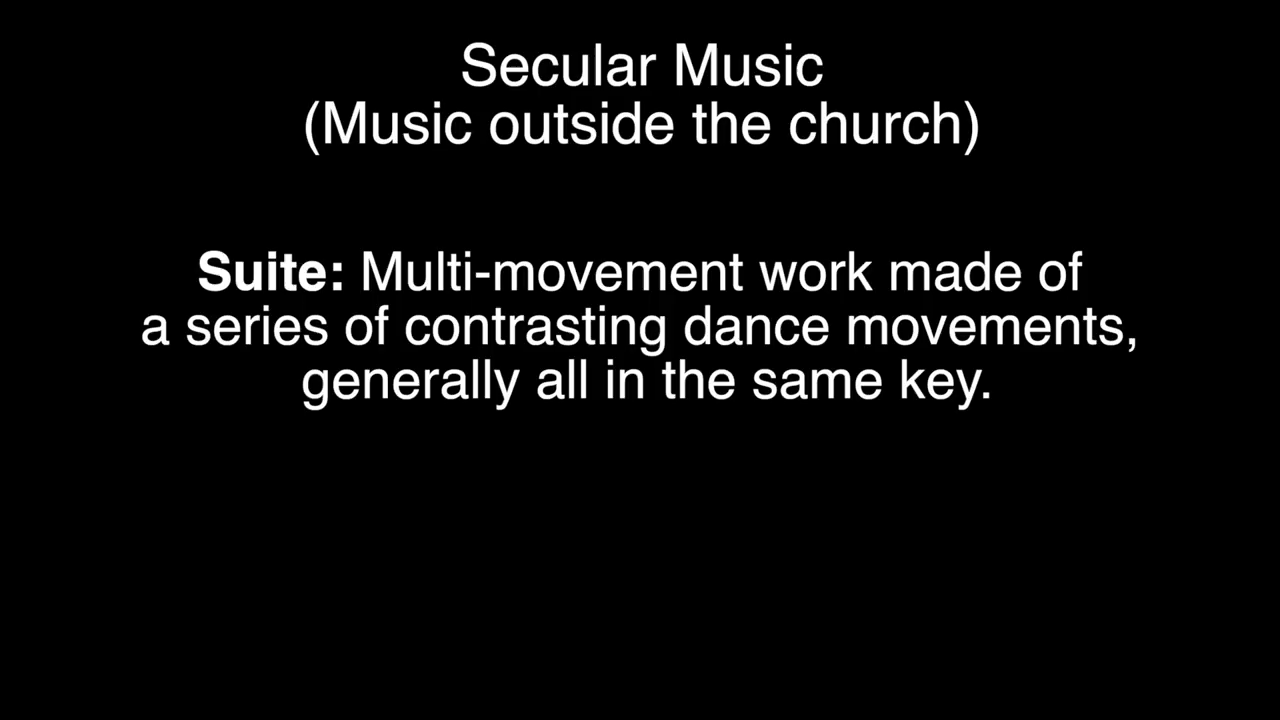 Secular Music
(Music outside the church)
Suite: Multi-movement work made of
a series of contrasting dance movements,
generally all in the same key.